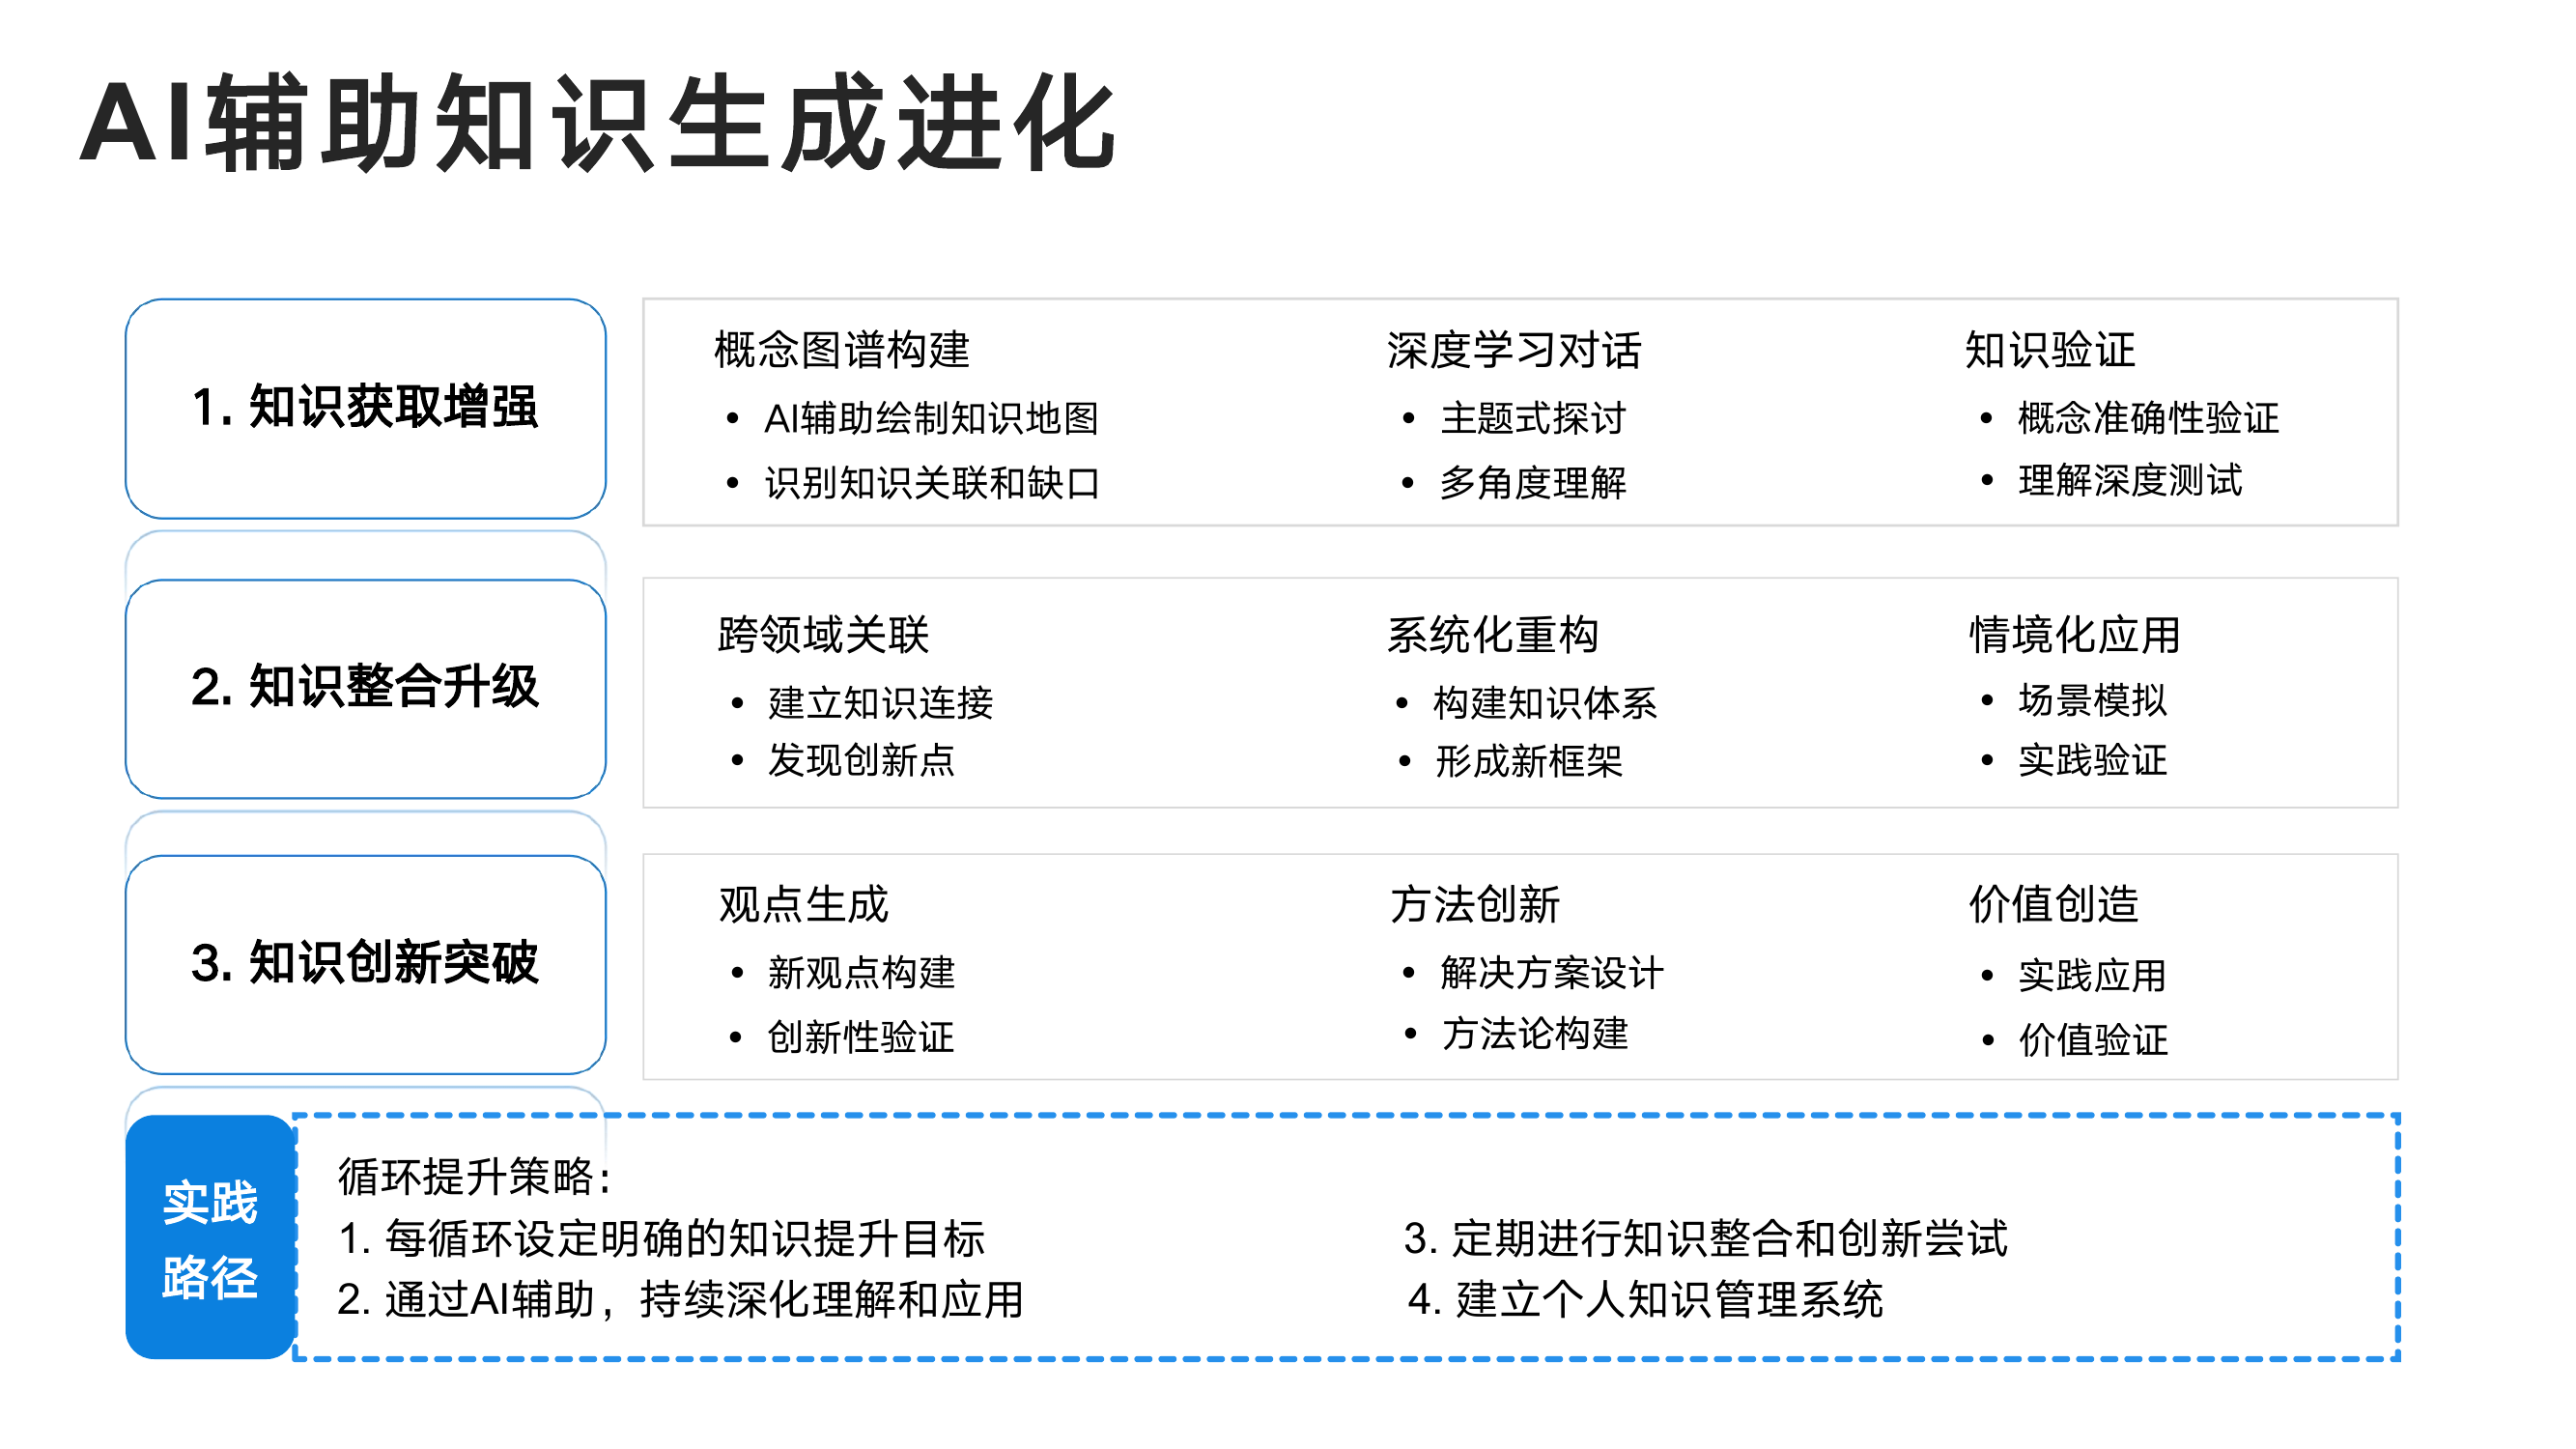 AI辅助知识生成进化
1. 知识获取增强
概念图谱构建
• AI辅助绘制知识地图
• 识别知识关联和缺口
深度学习对话
• 主题式探讨
• 多角度理解
知识验证
• 概念准确性验证
• 理解深度测试
2. 知识整合升级
跨领域关联
• 建立知识连接
• 发现创新点
系统化重构
• 构建知识体系
• 形成新框架
情境化应用
• 场景模拟
• 实践验证
3. 知识创新突破
观点生成
• 新观点构建
• 创新性验证
方法创新
• 解决方案设计
• 方法论构建
价值创造
• 实践应用
• 价值验证
实践
路径
循环提升策略：
1. 每循环设定明确的知识提升目标
2. 通过AI辅助，持续深化理解和应用
3. 定期进行知识整合和创新尝试
4. 建立个人知识管理系统